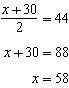 x + 30
2
= 44
x + 30 = 88
x = 58